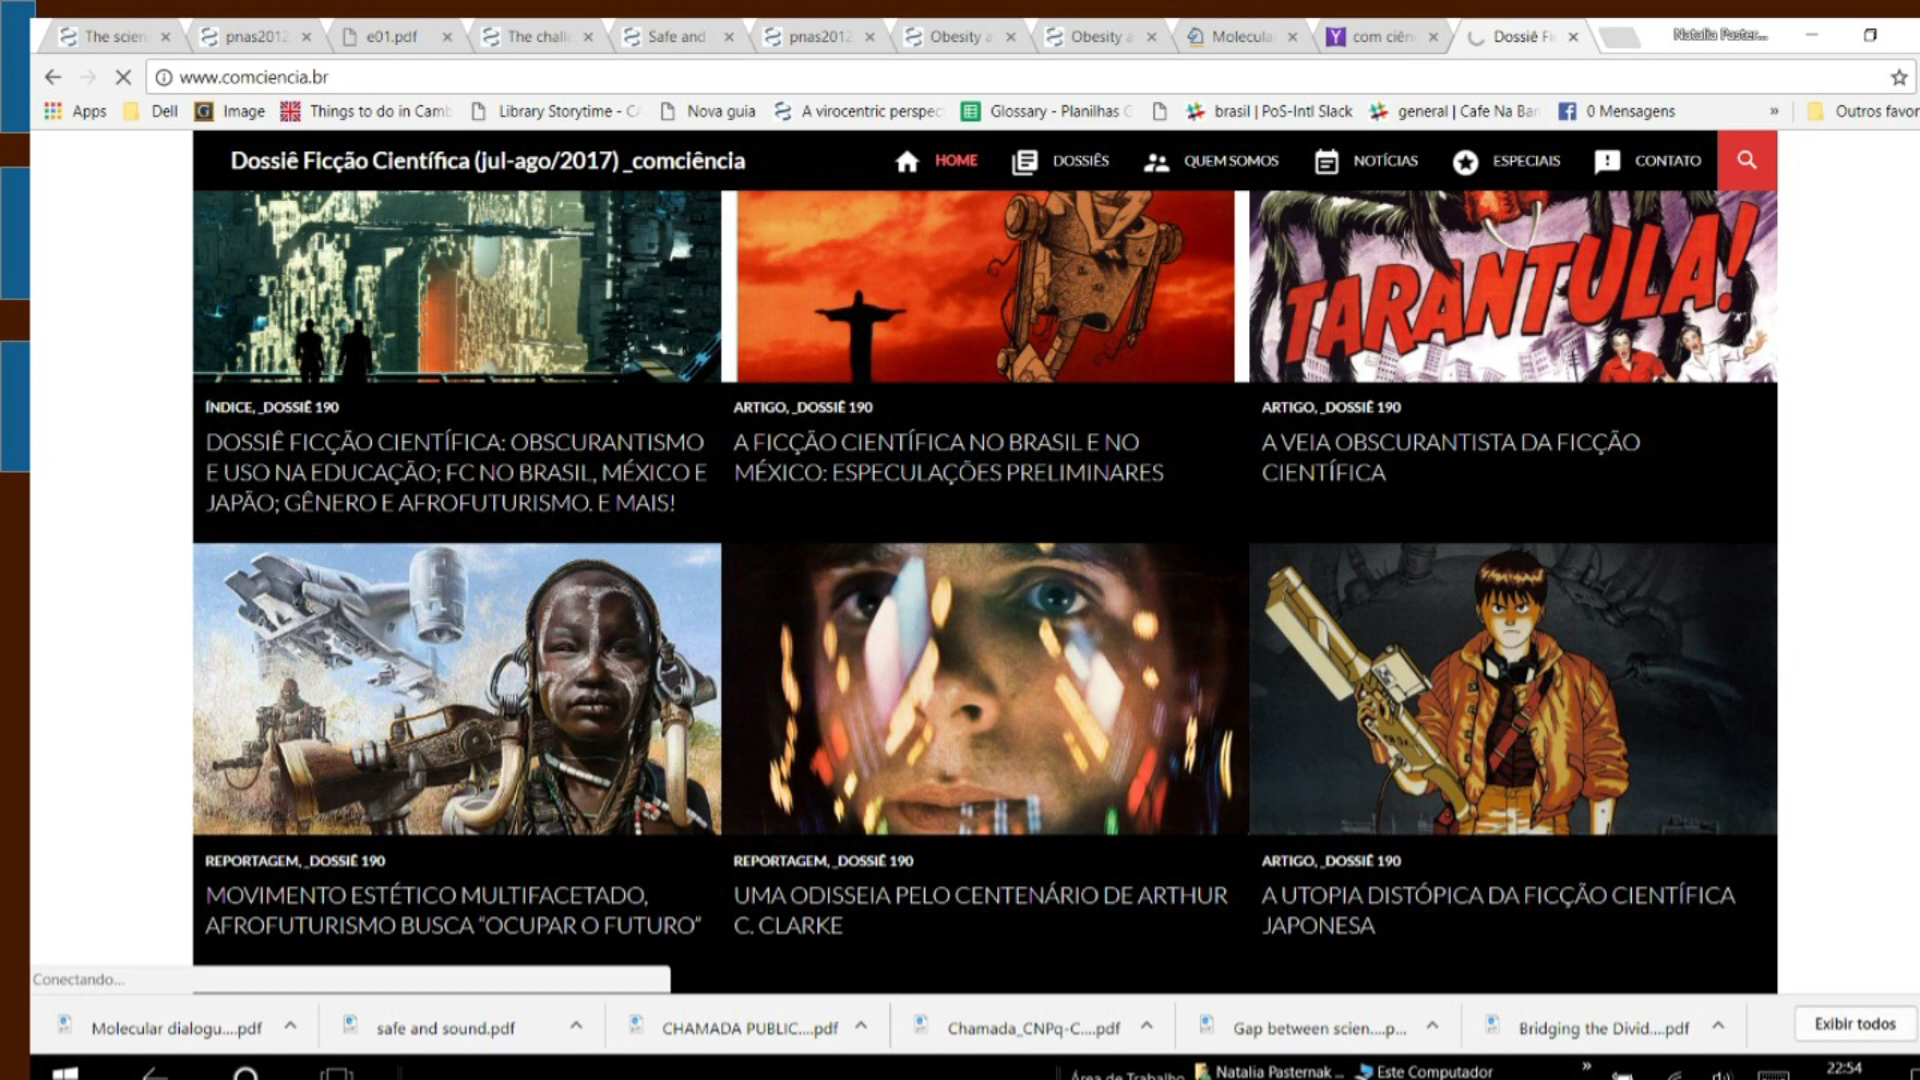 The scien
pnas2012
e01.pdf
The chall
Safe and
pnas2012
Obesity a
Obesity a
Molecula
com ciên
Dossiê Fi
www.comciencia.br
Apps
Dell
Image
Things to do in Camb
Library Storytime - CA
Nova guia
A virocentric perspec
Glossary - Planilhas G
brasil | PoS-Intl Slack
general | Cafe Na Ban
0 Mensagens
»
Outros favor
Dossiê Ficção Científica (jul-ago/2017) _comciência
HOME
DOSSIÊS
QUEM SOMOS
NOTÍCIAS
ESPECIAIS
CONTATO
TARANTULA!
ÍNDICE, _DOSSIÊ 190
DOSSIÊ FICÇÃO CIENTÍFICA: OBSCURANTISMO
E USO NA EDUCAÇÃO; FC NO BRASIL, MÉXICO E
JAPÃO; GÊNERO E AFROFUTURISMO. E MAIS!
ARTIGO, _DOSSIÊ 190
A FICÇÃO CIENTÍFICA NO BRASIL E NO
MÉXICO: ESPECULAÇÕES PRELIMINARES
ARTIGO, _DOSSIÊ 190
A VEIA OBSCURANTISTA DA FICÇÃO
CIENTÍFICA
REPORTAGEM, _DOSSIÊ 190
MOVIMENTO ESTÉTICO MULTIFACETADO,
AFROFUTURISMO BUSCA “OCUPAR O FUTURO”
REPORTAGEM, _DOSSIÊ 190
UMA ODISSEIA PELO CENTENÁRIO DE ARTHUR
C. CLARKE
ARTIGO, _DOSSIÊ 190
A UTOPIA DISTÓPICA DA FICÇÃO CIENTÍFICA
JAPONESA
Conectando...
Molecular dialogu....pdf
safe and sound.pdf
CHAMADA PUBLIC....pdf
Chamada_CNPq-C....pdf
Gap between scien....p...
Bridging the Divid....pdf
Exibir todos
Área de Trabalho
Natalia Pasternak ...
Este Computador
»
22:54